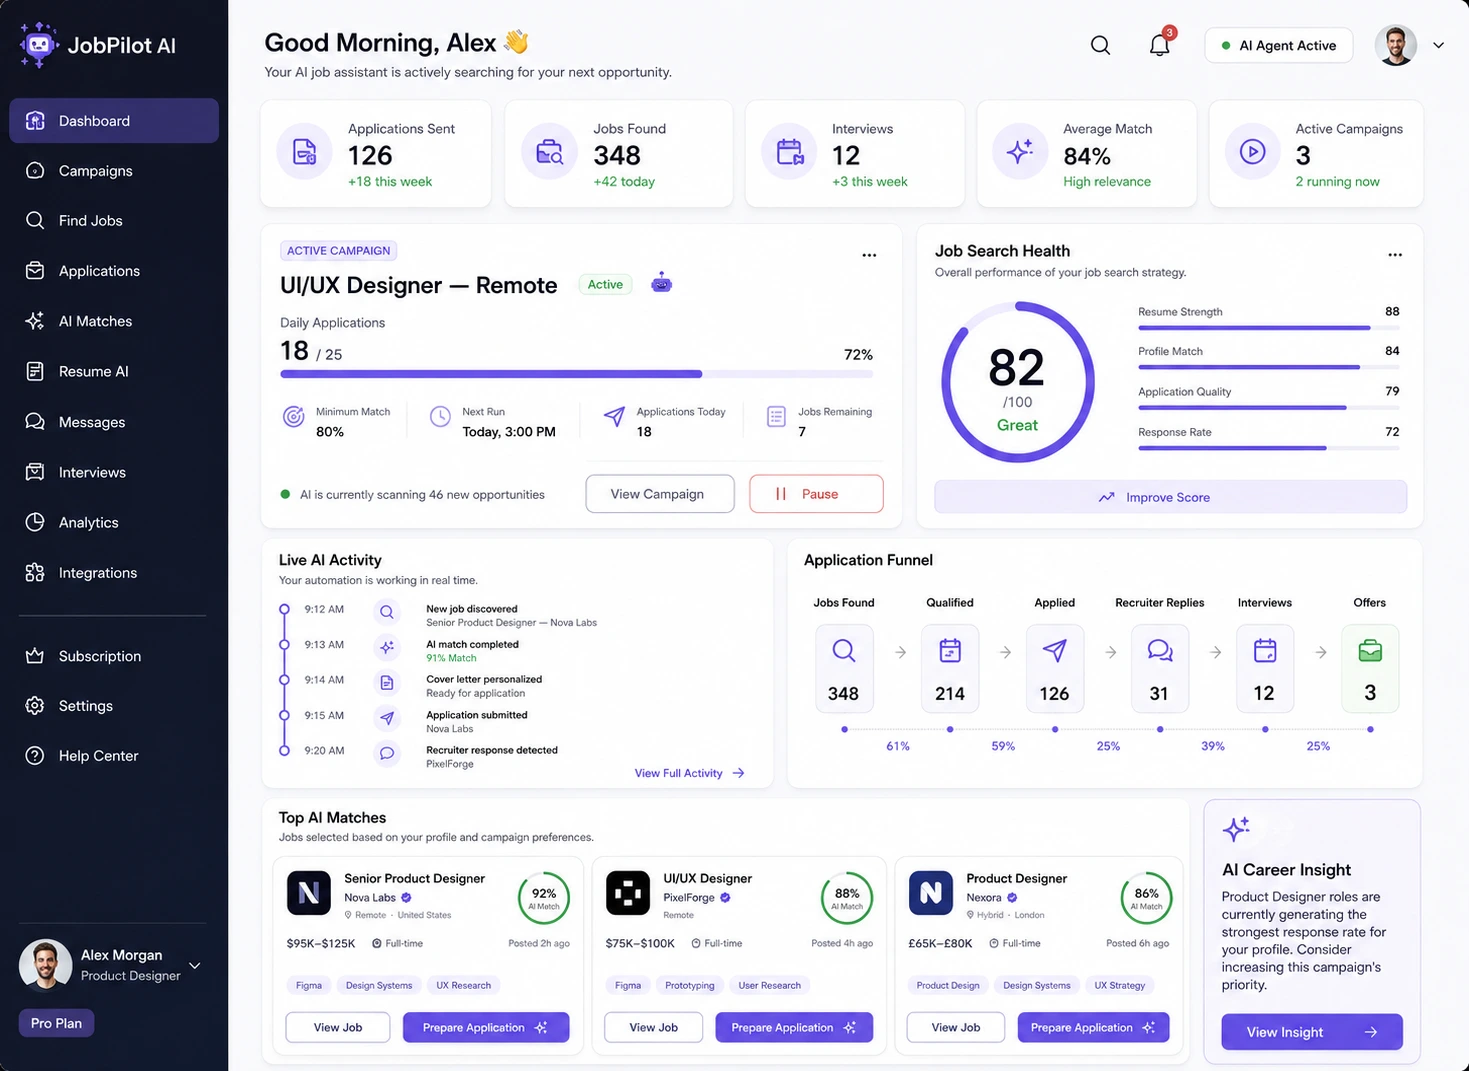 JobPilot AI
Dashboard
Campaigns
Find Jobs
Applications
AI Matches
Resume AI
Messages
Interviews
Analytics
Integrations
Subscription
Settings
Help Center
Alex Morgan
Product Designer
Pro Plan
Good Morning, Alex 👋
Your AI job assistant is actively searching for your next opportunity.
3
AI Agent Active
Applications Sent
126
+18 this week
Jobs Found
348
+42 today
Interviews
12
+3 this week
Average Match
84%
High relevance
Active Campaigns
3
2 running now
ACTIVE CAMPAIGN
UI/UX Designer — Remote
Active
Daily Applications
18 / 25
72%
Minimum Match
80%
Next Run
Today, 3:00 PM
Applications Today
18
Jobs Remaining
7
AI is currently scanning 46 new opportunities
View Campaign
Pause
Job Search Health
Overall performance of your job search strategy.
82
/100
Great
Resume Strength 88
Profile Match 84
Application Quality 79
Response Rate 72
Improve Score
Live AI Activity
Your automation is working in real time.
9:12 AM
New job discovered
Senior Product Designer — Nova Labs
9:13 AM
AI match completed
91% Match
9:14 AM
Cover letter personalized
Ready for application
9:15 AM
Application submitted
Nova Labs
9:20 AM
Recruiter response detected
PixelForge
View Full Activity
Application Funnel
Jobs Found
Qualified
Applied
Recruiter Replies
Interviews
Offers
348
214
126
31
12
3
61%
59%
25%
39%
25%
Top AI Matches
Jobs selected based on your profile and campaign preferences.
N
Senior Product Designer
Nova Labs
Remote · United States
92%
AI Match
$95K–$125K
Full-time
Posted 2h ago
Figma
Design Systems
UX Research
View Job
Prepare Application
UI/UX Designer
PixelForge
Remote
88%
AI Match
$75K–$100K
Full-time
Posted 4h ago
Figma
Prototyping
User Research
View Job
Prepare Application
N
Product Designer
Nexora
Hybrid · London
86%
AI Match
£65K–£80K
Full-time
Posted 6h ago
Product Design
Design Systems
UX Strategy
View Job
Prepare Application
AI Career Insight
Product Designer roles are
currently generating the
strongest response rate for
your profile. Consider
increasing this campaign's
priority.
View Insight